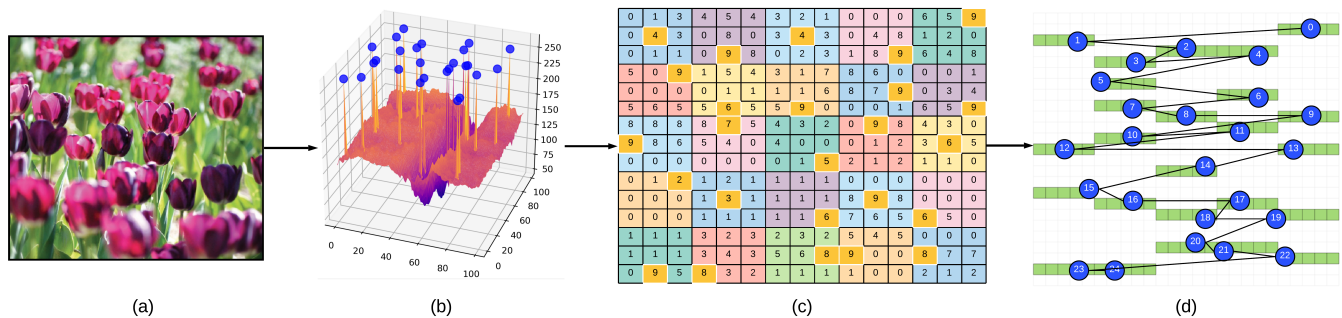 250
225
200
175
150
125
100
75
50
0 20 40 60 80 100
0 20 40 60 80 100
0 1 3 4 5 4 3 2 1 0 0 0 6 5 9
0 4 3 0 8 0 3 4 3 0 4 8 1 2 0
0 1 1 0 9 8 0 2 3 1 8 9 6 4 8
5 0 9 1 5 4 3 1 7 8 6 0 0 0 1
0 0 0 0 1 1 1 1 6 8 7 9 0 3 4
5 6 5 5 6 5 5 9 0 0 0 1 6 5 9
8 8 8 8 7 5 4 3 2 0 9 8 4 3 0
9 8 6 5 4 0 4 0 0 0 1 2 3 6 5
0 0 0 0 0 0 0 1 5 2 1 2 1 1 0
0 1 2 1 2 1 1 1 1 0 0 0 0 0 0
0 0 0 1 3 1 1 1 1 8 9 8 0 0 0
0 0 0 1 1 1 1 1 6 7 6 5 6 5 0
1 1 1 3 2 3 2 3 2 5 4 5 0 0 0
1 1 1 3 4 3 5 6 8 9 0 0 8 7 7
0 9 5 8 3 2 1 1 1 1 0 0 2 1 2
0
1
2
3 4
5
6
7
8 9
10 11
12 13
14
15
16 17
18 19
20
21
22
23 24
(a) (b) (c) (d)